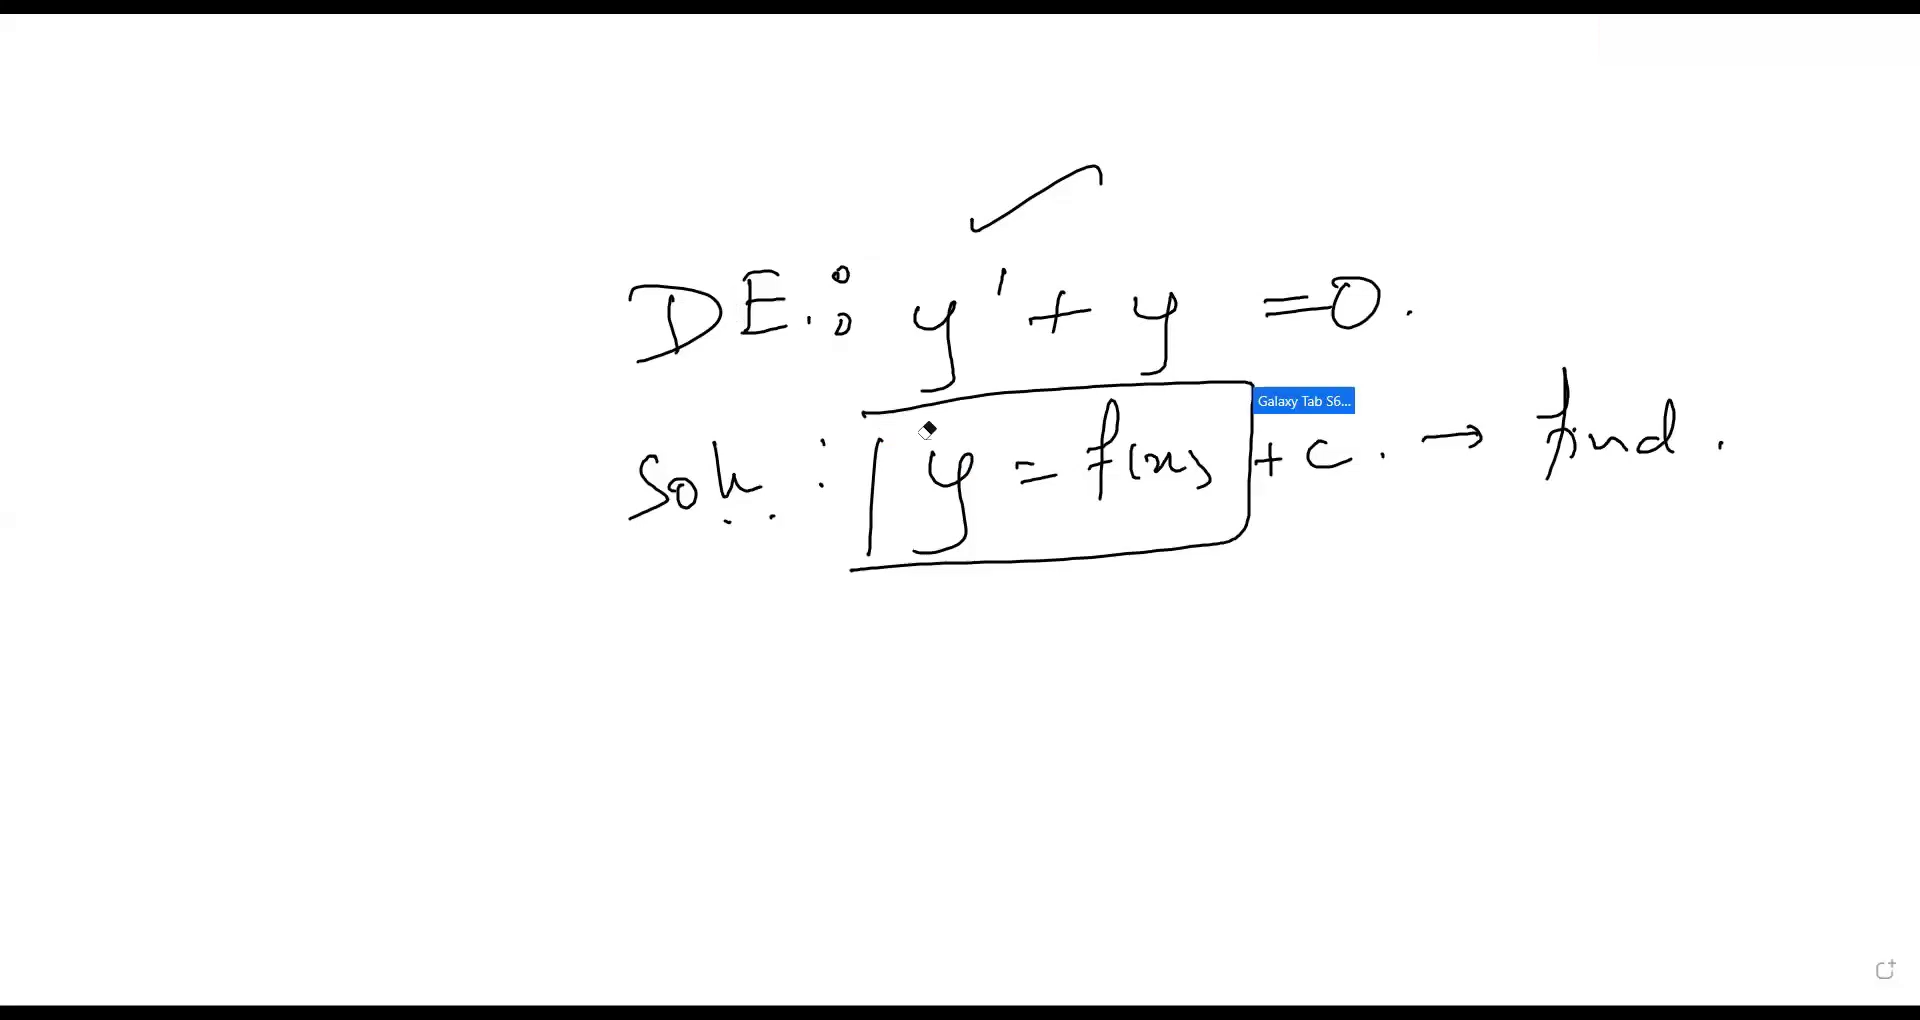 DE.: y' + y = 0.
Galaxy Tab S6...
Soln : y = f(x) + c. → find.